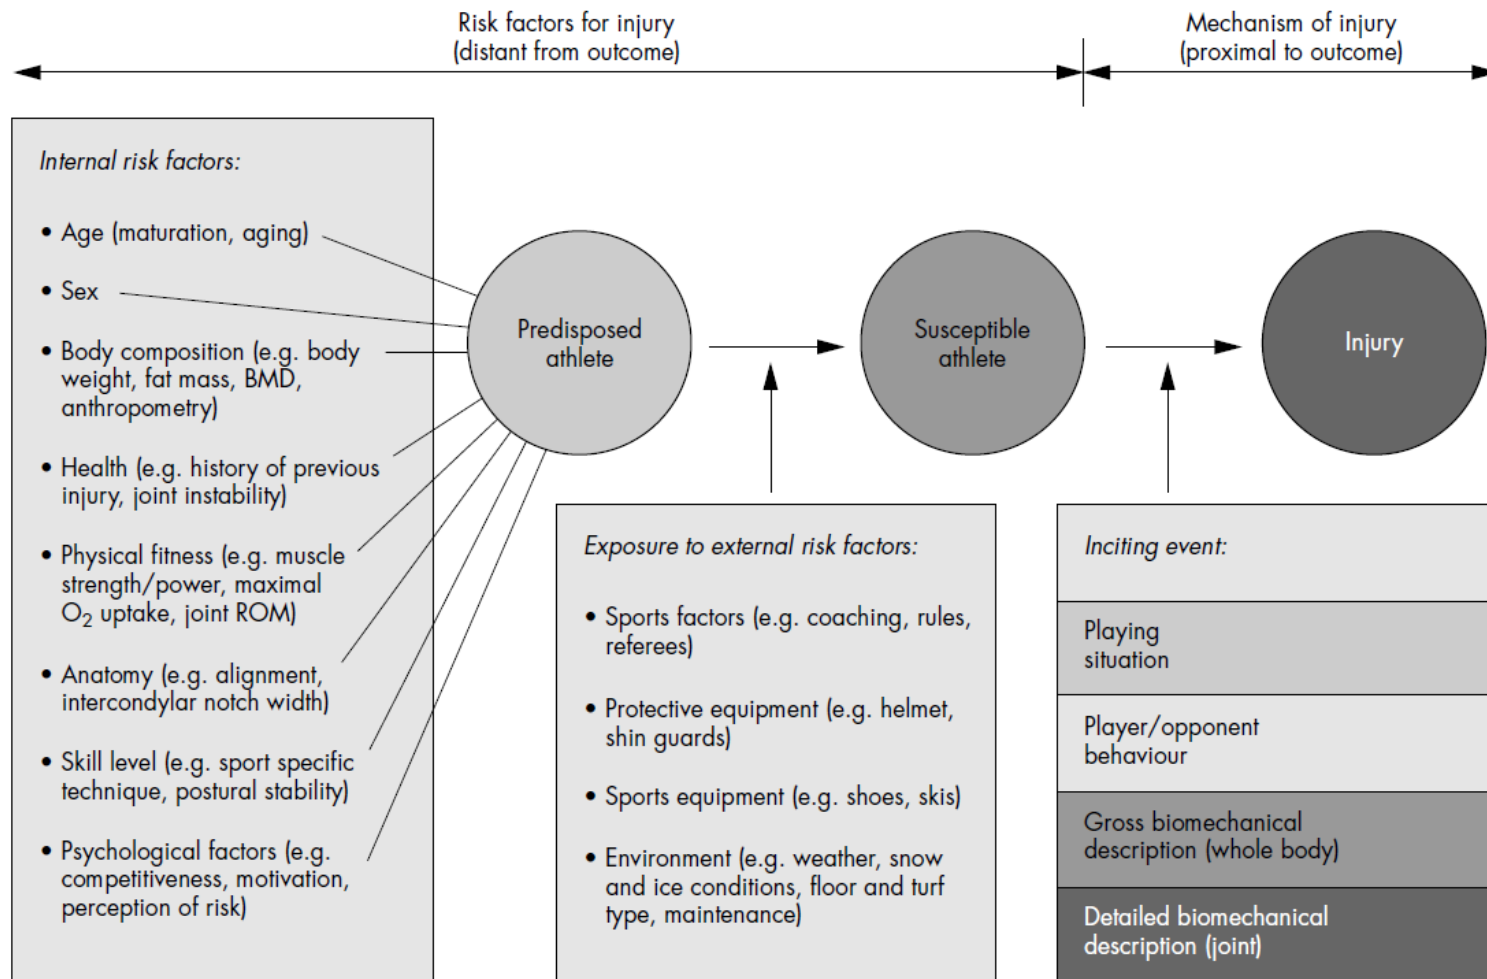 Risk factors for injury
(distant from outcome)
Mechanism of injury
(proximal to outcome)
Internal risk factors:
• Age (maturation, aging)
• Sex
• Body composition (e.g. body
weight, fat mass, BMD,
anthropometry)
• Health (e.g. history of previous
injury, joint instability)
• Physical fitness (e.g. muscle
strength/power, maximal
O₂ uptake, joint ROM)
• Anatomy (e.g. alignment,
intercondylar notch width)
• Skill level (e.g. sport specific
technique, postural stability)
• Psychological factors (e.g.
competitiveness, motivation,
perception of risk)
Predisposed
athlete
Susceptible
athlete
Injury
Exposure to external risk factors:
• Sports factors (e.g. coaching, rules,
referees)
• Protective equipment (e.g. helmet,
shin guards)
• Sports equipment (e.g. shoes, skis)
• Environment (e.g. weather, snow
and ice conditions, floor and turf
type, maintenance)
Inciting event:
Playing
situation
Player/opponent
behaviour
Gross biomechanical
description (whole body)
Detailed biomechanical
description (joint)